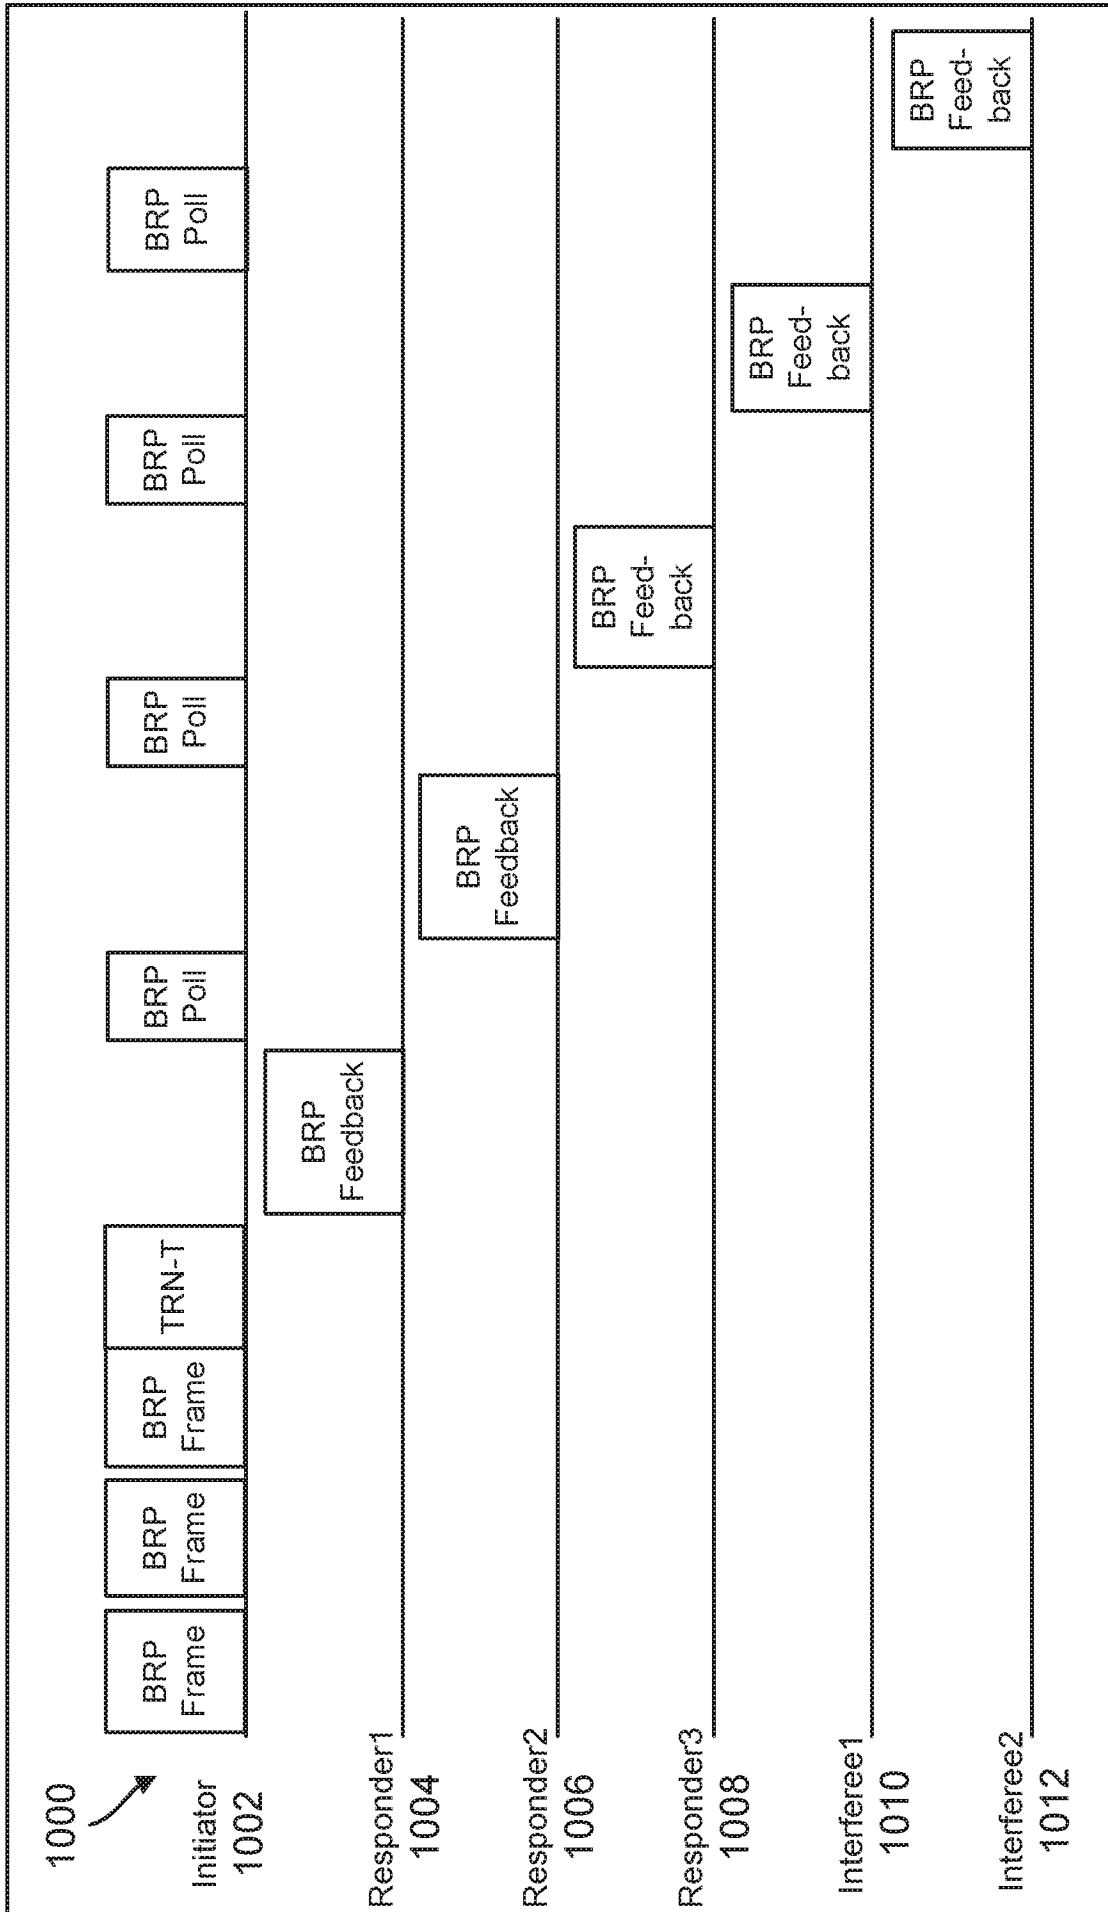 1000
Initiator
1002
BRP
Frame
BRP
Frame
BRP
Frame
TRN-T
BRP
Poll
BRP
Poll
BRP
Poll
BRP
Poll
Responder1
1004
BRP
Feedback
Responder2
1006
BRP
Feedback
Responder3
1008
BRP
Feed-
back
Interferee1
1010
BRP
Feed-
back
Interferee2
1012
BRP
Feed-
back